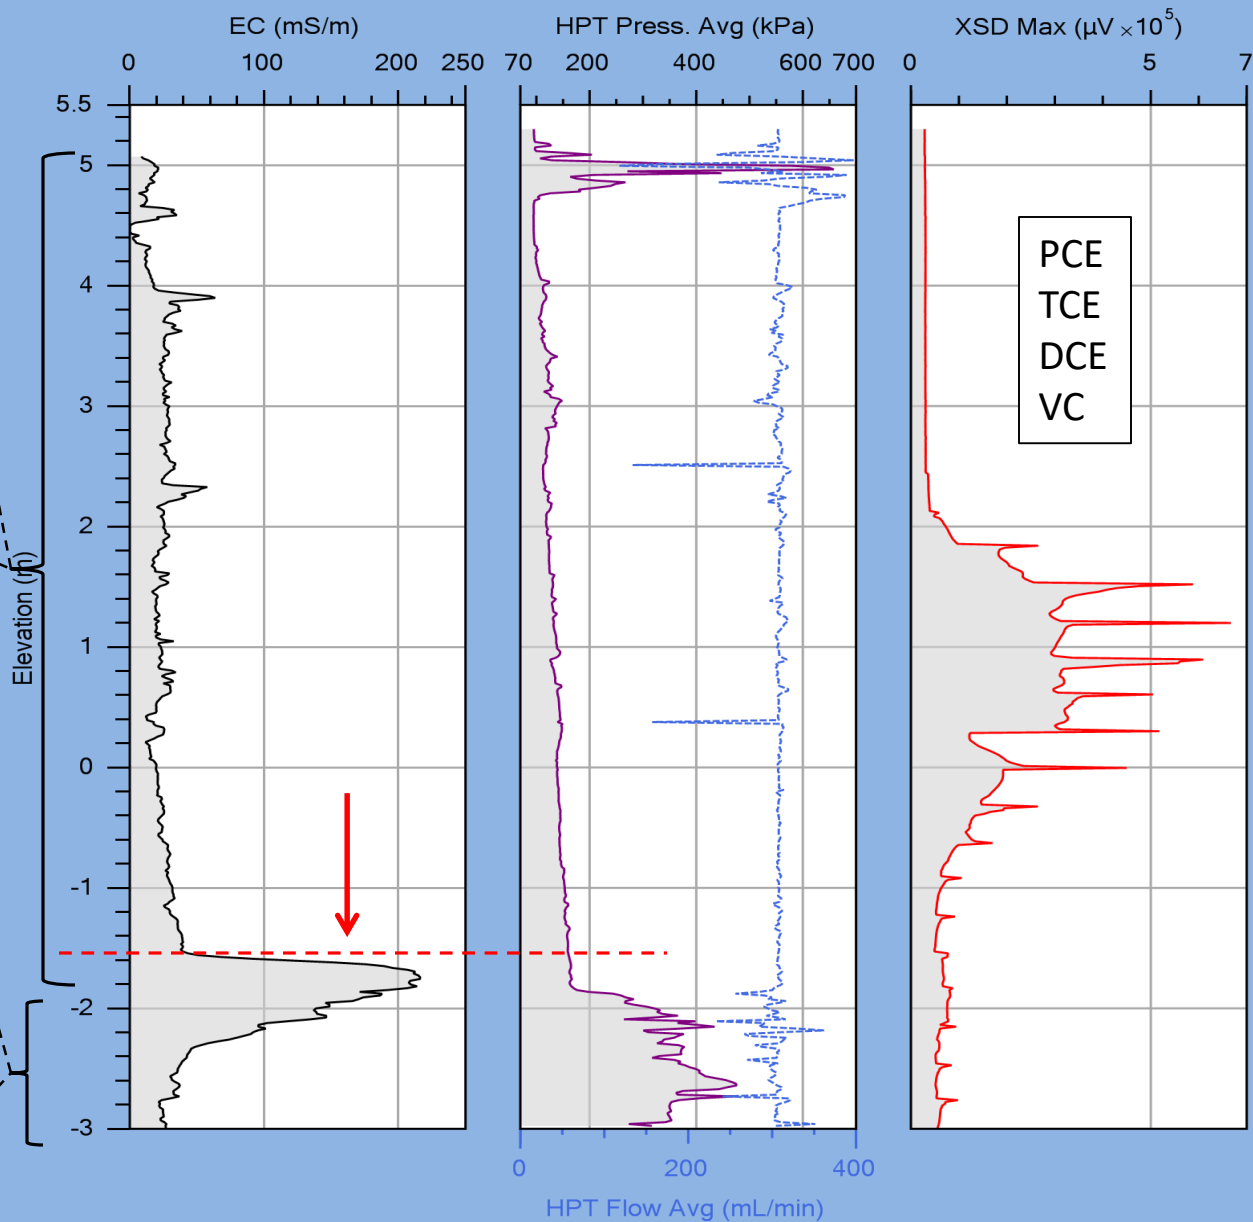 EC (mS/m)
HPT Press. Avg (kPa)
XSD Max (µV ×10⁵)
0 100 200 250
70 200 400 600 700
0 5 7
5.5
5
4
3
2
1
0
-1
-2
-3
Elevation (m)
PCE
TCE
DCE
VC
0 200 400
HPT Flow Avg (mL/min)